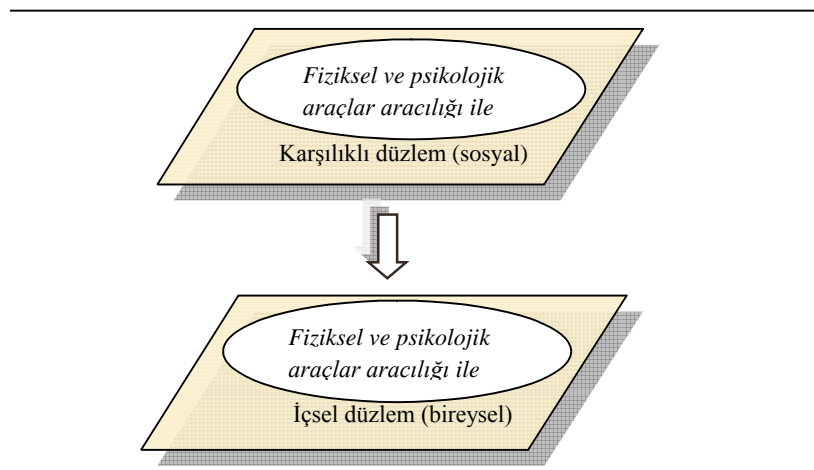 Fiziksel ve psikolojik
araçlar aracılığı ile
Karşılıklı düzlem (sosyal)
Fiziksel ve psikolojik
araçlar aracılığı ile
İçsel düzlem (bireysel)